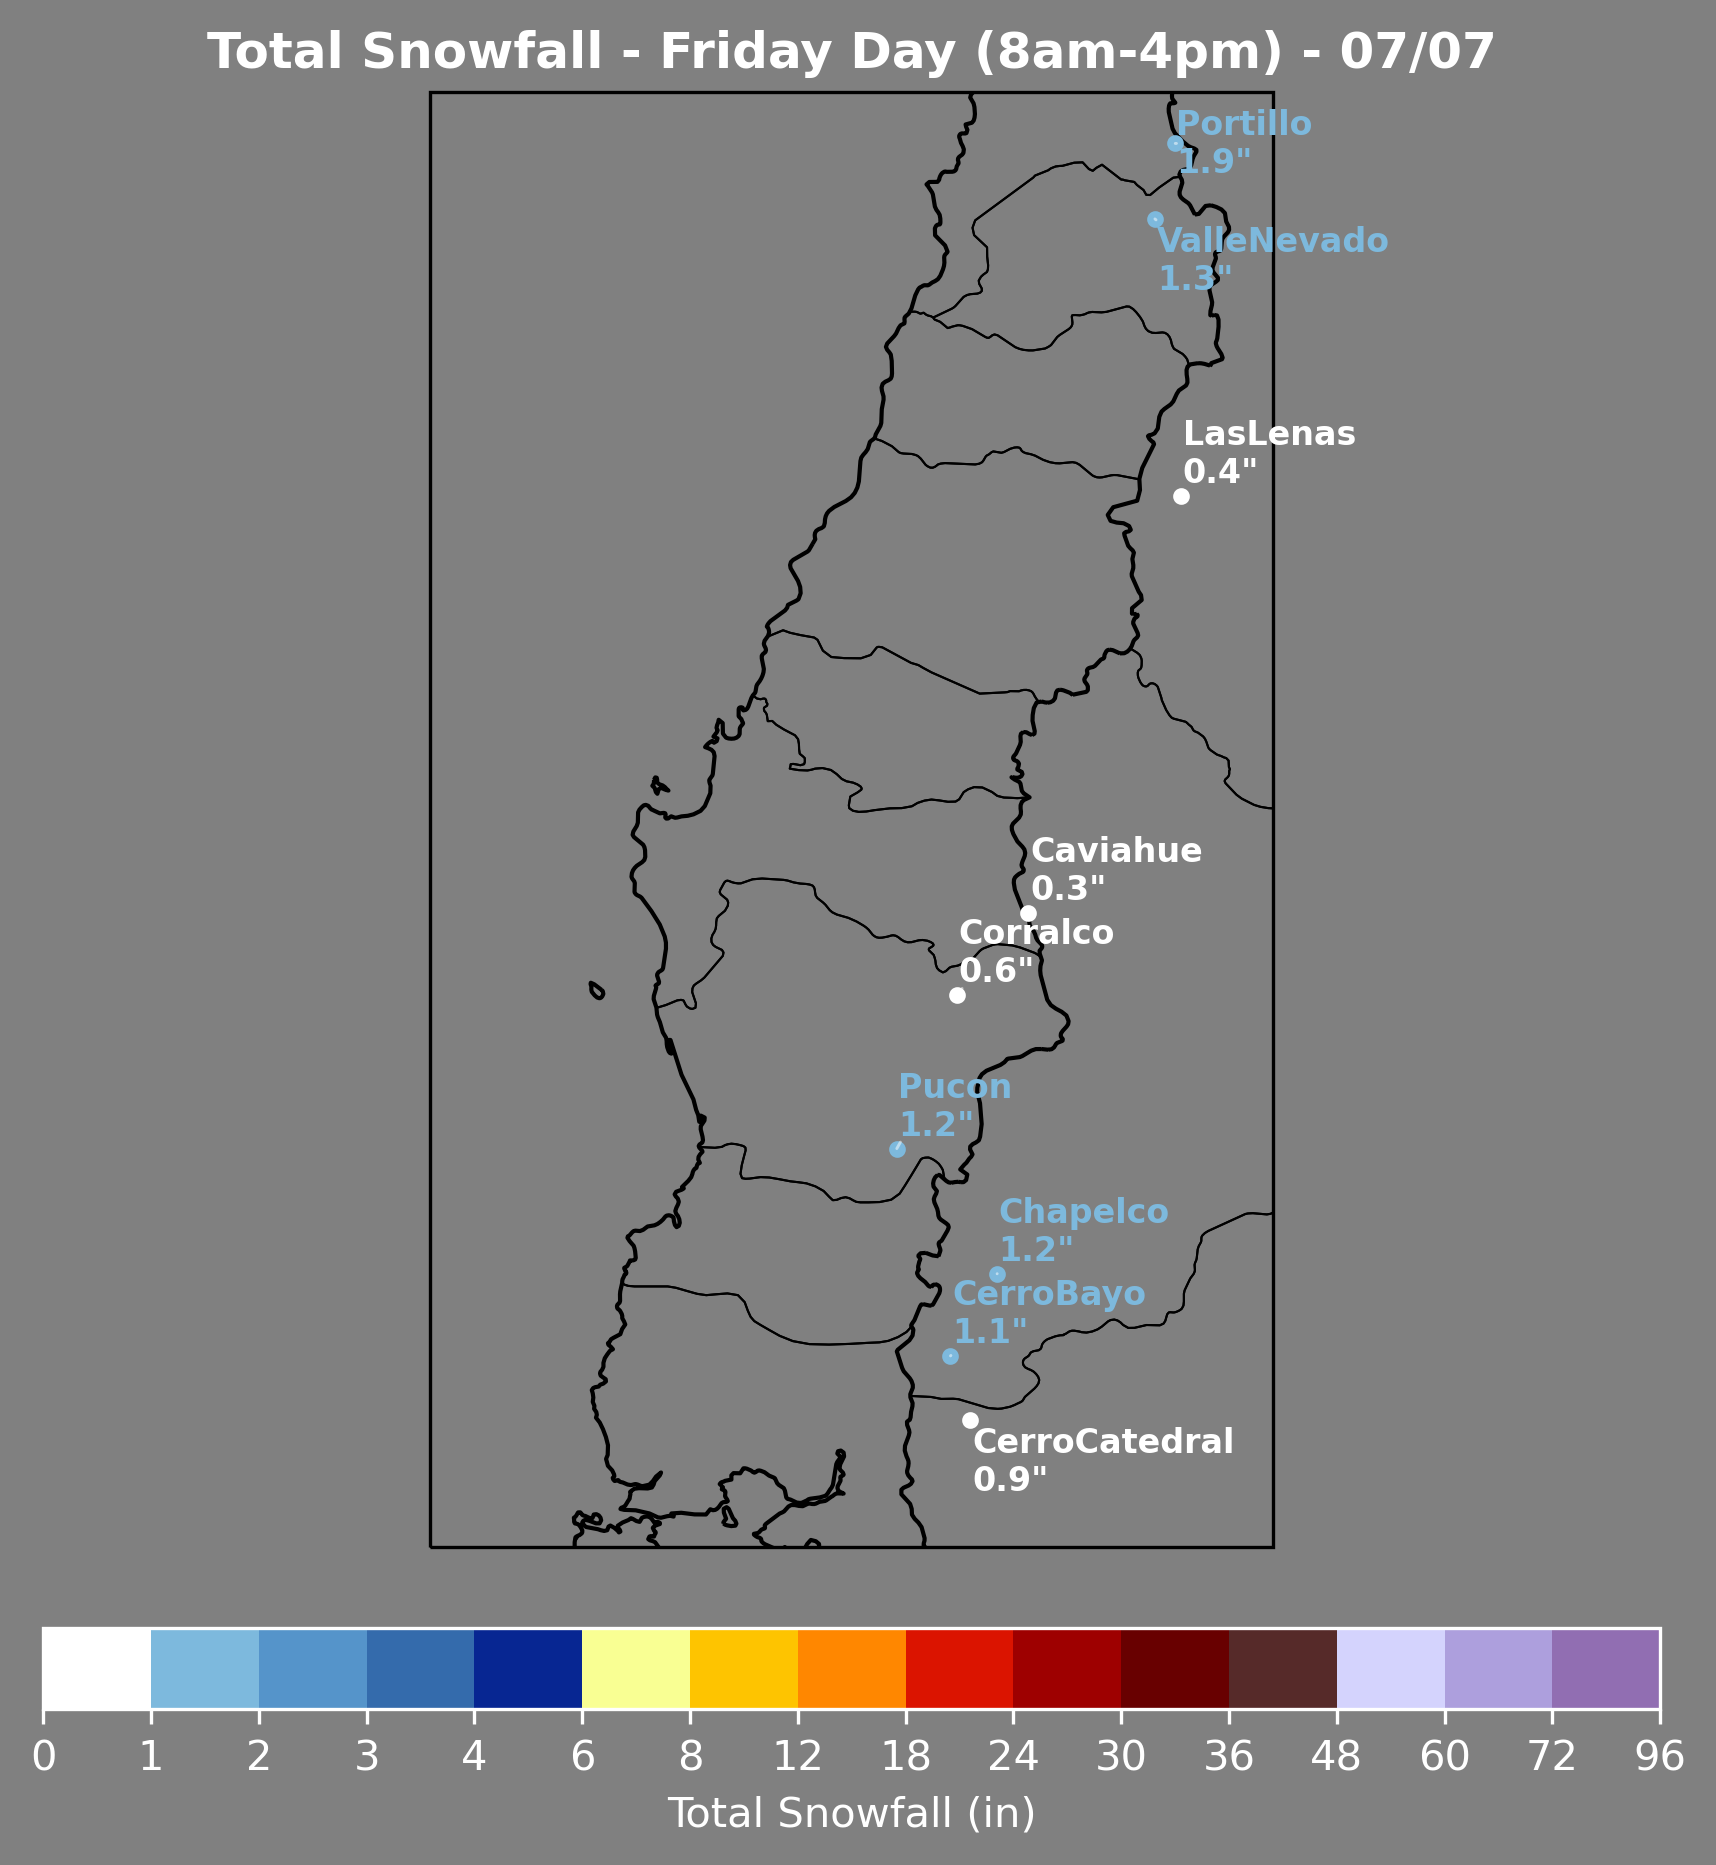 Total Snowfall - Friday Day (8am-4pm) - 07/07
Portillo
1.9"
ValleNevado
1.3"
LasLenas
0.4"
Caviahue
0.3"
Corralco
0.6"
Pucon
1.2"
Chapelco
1.2"
CerroBayo
1.1"
CerroCatedral
0.9"
0 1 2 3 4 6 8 12 18 24 30 36 48 60 72 96
Total Snowfall (in)